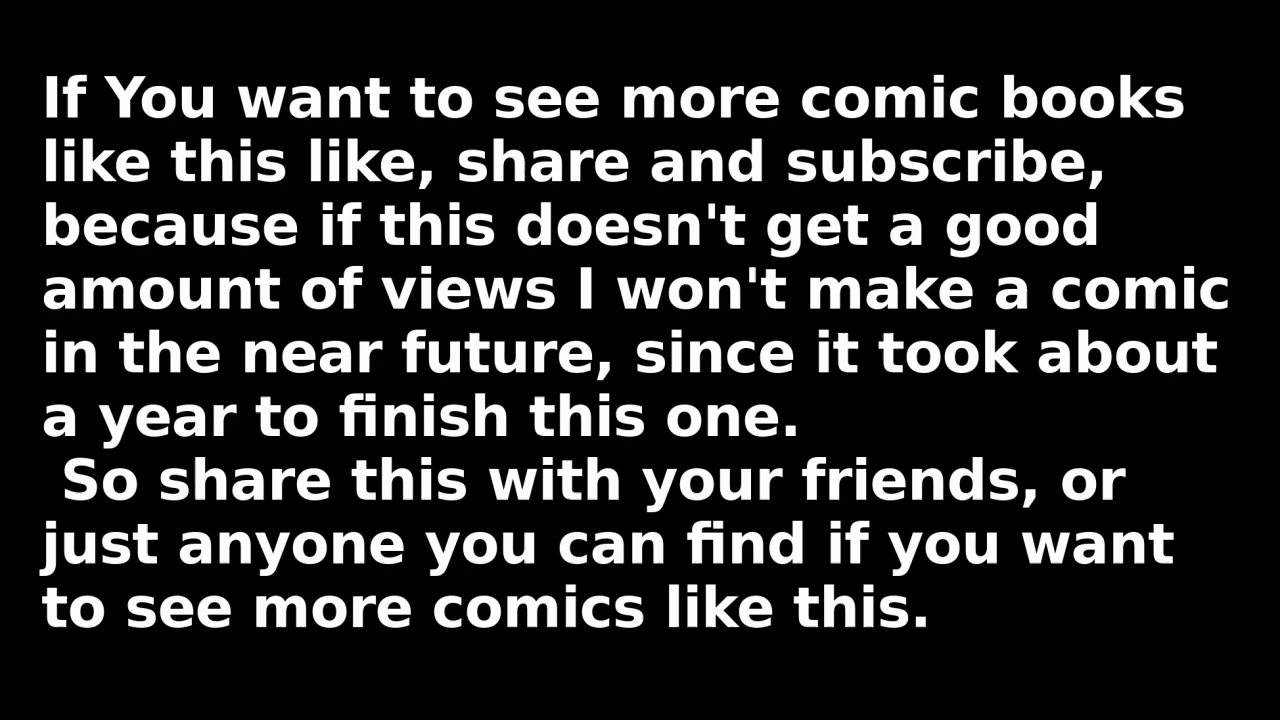 If You want to see more comic books
like this like, share and subscribe,
because if this doesn't get a good
amount of views I won't make a comic
in the near future, since it took about
a year to finish this one.
So share this with your friends, or
just anyone you can find if you want
to see more comics like this.